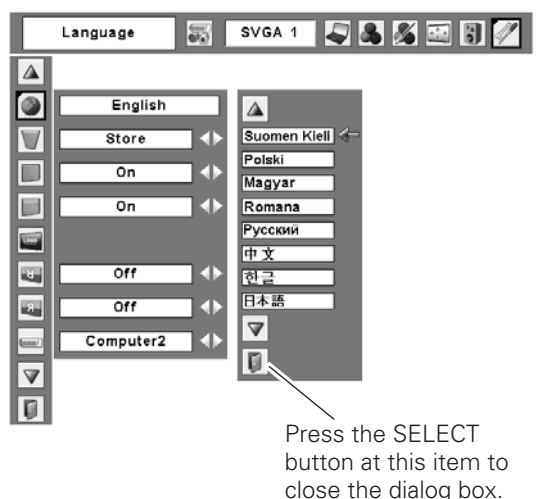 Language
SVGA 1
English
Store
On
On
Off
Off
Computer2
Suomen Kieli
Polski
Magyar
Romana
Русский
中文
한글
日本語
Press the SELECT
button at this item to
close the dialog box.